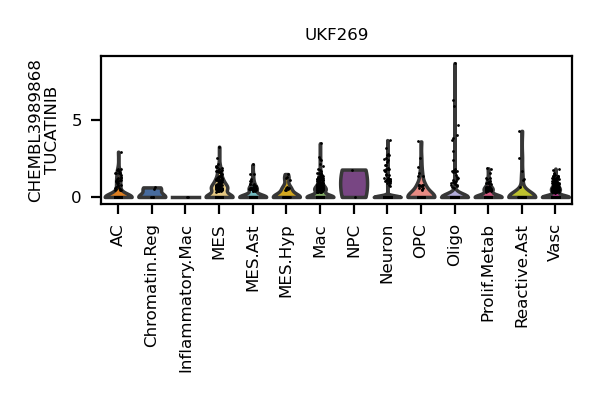 UKF269
CHEMBL3989868
TUCATINIB
5
0
AC
Chromatin.Reg
Inflammatory.Mac
MES
MES.Ast
MES.Hyp
Mac
NPC
Neuron
OPC
Oligo
Prolif.Metab
Reactive.Ast
Vasc